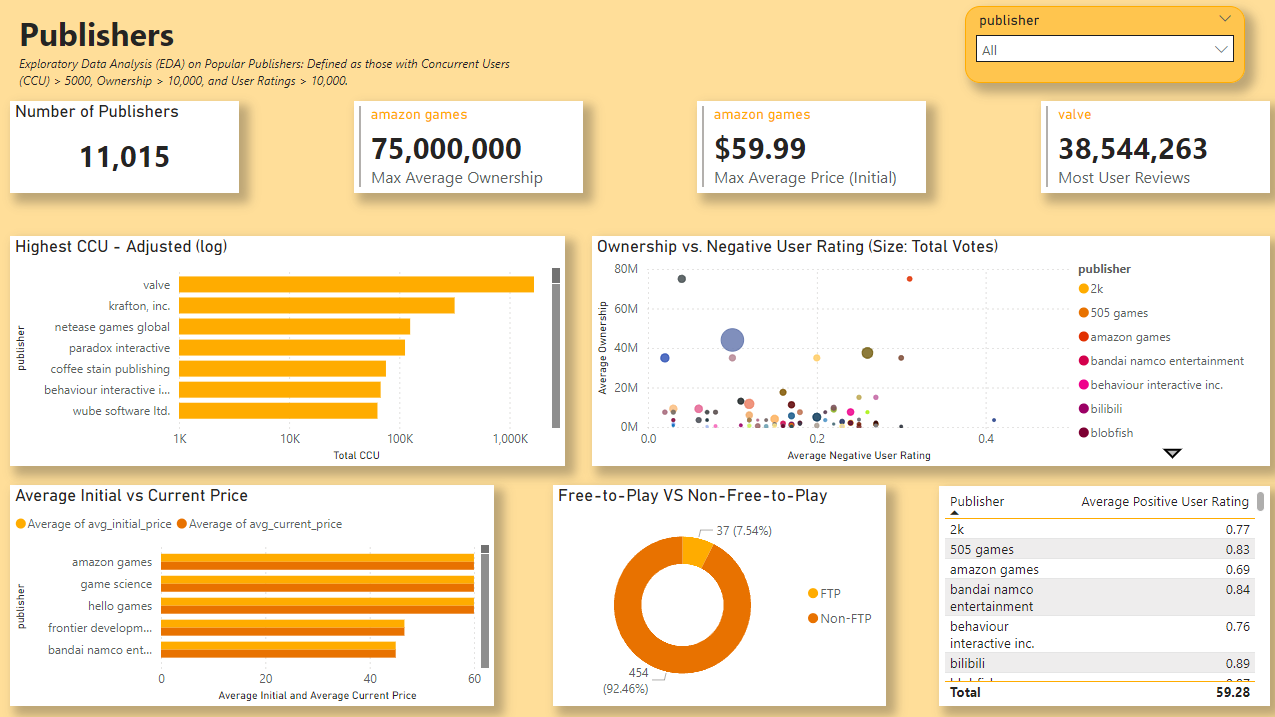 Publishers
Exploratory Data Analysis (EDA) on Popular Publishers: Defined as those with Concurrent Users
(CCU) > 5000, Ownership > 10,000, and User Ratings > 10,000.
publisher
All
Number of Publishers
11,015
amazon games
75,000,000
Max Average Ownership
amazon games
$59.99
Max Average Price (Initial)
valve
38,544,263
Most User Reviews
Highest CCU - Adjusted (log)
publisher
valve
krafton, inc.
netease games global
paradox interactive
coffee stain publishing
behaviour interactive i...
wube software ltd.
1K 10K 100K 1,000K
Total CCU
Ownership vs. Negative User Rating (Size: Total Votes)
Average Ownership
80M
60M
40M
20M
0M
0.0 0.2 0.4
Average Negative User Rating
publisher
2k
505 games
amazon games
bandai namco entertainment
behaviour interactive inc.
bilibili
blobfish
Average Initial vs Current Price
Average of avg_initial_price Average of avg_current_price
publisher
amazon games
game science
hello games
frontier developm...
bandai namco ent...
0 20 40 60
Average Initial and Average Current Price
Free-to-Play VS Non-Free-to-Play
37 (7.54%)
454
(92.46%)
FTP
Non-FTP
Publisher Average Positive User Rating
2k 0.77
505 games 0.83
amazon games 0.69
bandai namco 0.84
entertainment
behaviour 0.76
interactive inc.
bilibili 0.89
Total 59.28